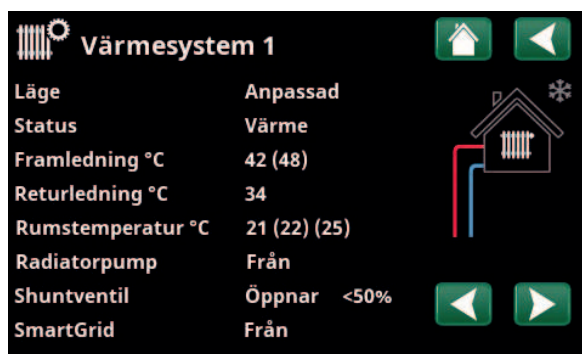 Värmesystem 1
Läge Anpassad
Status Värme
Framledning °C 42 (48)
Returledning °C 34
Rumstemperatur °C 21 (22) (25)
Radiatorpump Från
Shuntventil Öppnar <50%
SmartGrid Från